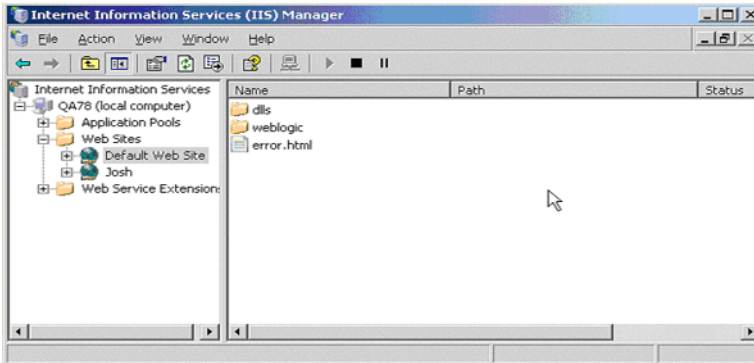 Internet Information Services (IIS) Manager
File Action View Window Help
Internet Information Services
QA78 (local computer)
Application Pools
Web Sites
Default Web Site
Josh
Web Service Extension
Name Path Status
dlls
weblogic
error.html